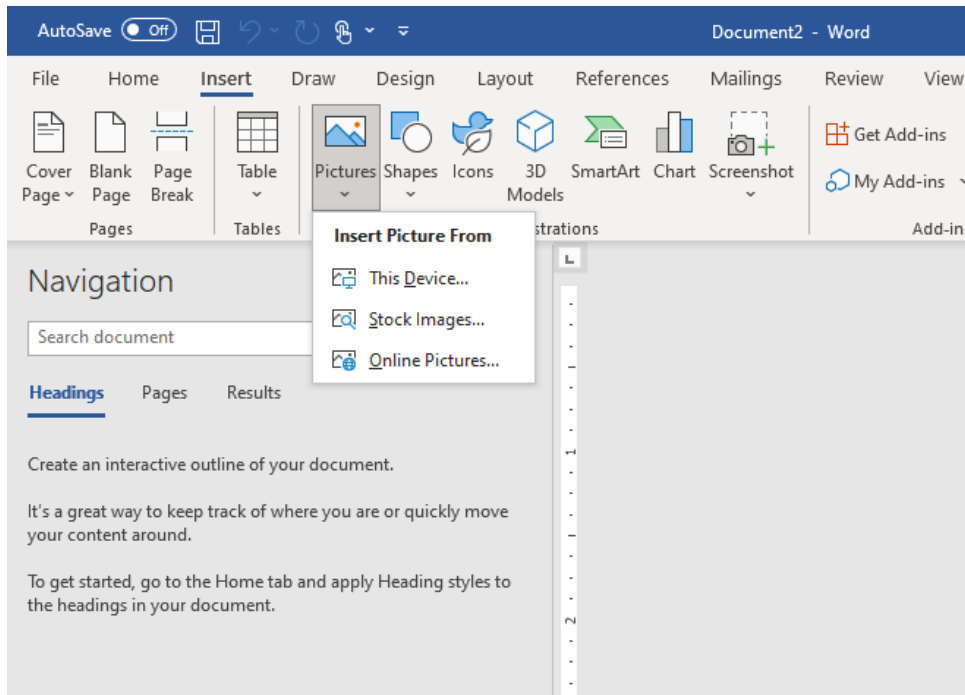 AutoSave Off Document2 - Word
File Home Insert Draw Design Layout References Mailings Review View
Cover Page Blank Page Page Break Table Pictures Shapes Icons 3D Models SmartArt Chart Screenshot Get Add-ins
My Add-ins
Pages Tables strations Add-in
Insert Picture From
This Device...
Stock Images...
Online Pictures...
Navigation
Search document
Headings Pages Results
Create an interactive outline of your document.
It's a great way to keep track of where you are or quickly move
your content around.
To get started, go to the Home tab and apply Heading styles to
the headings in your document.
L
1
2